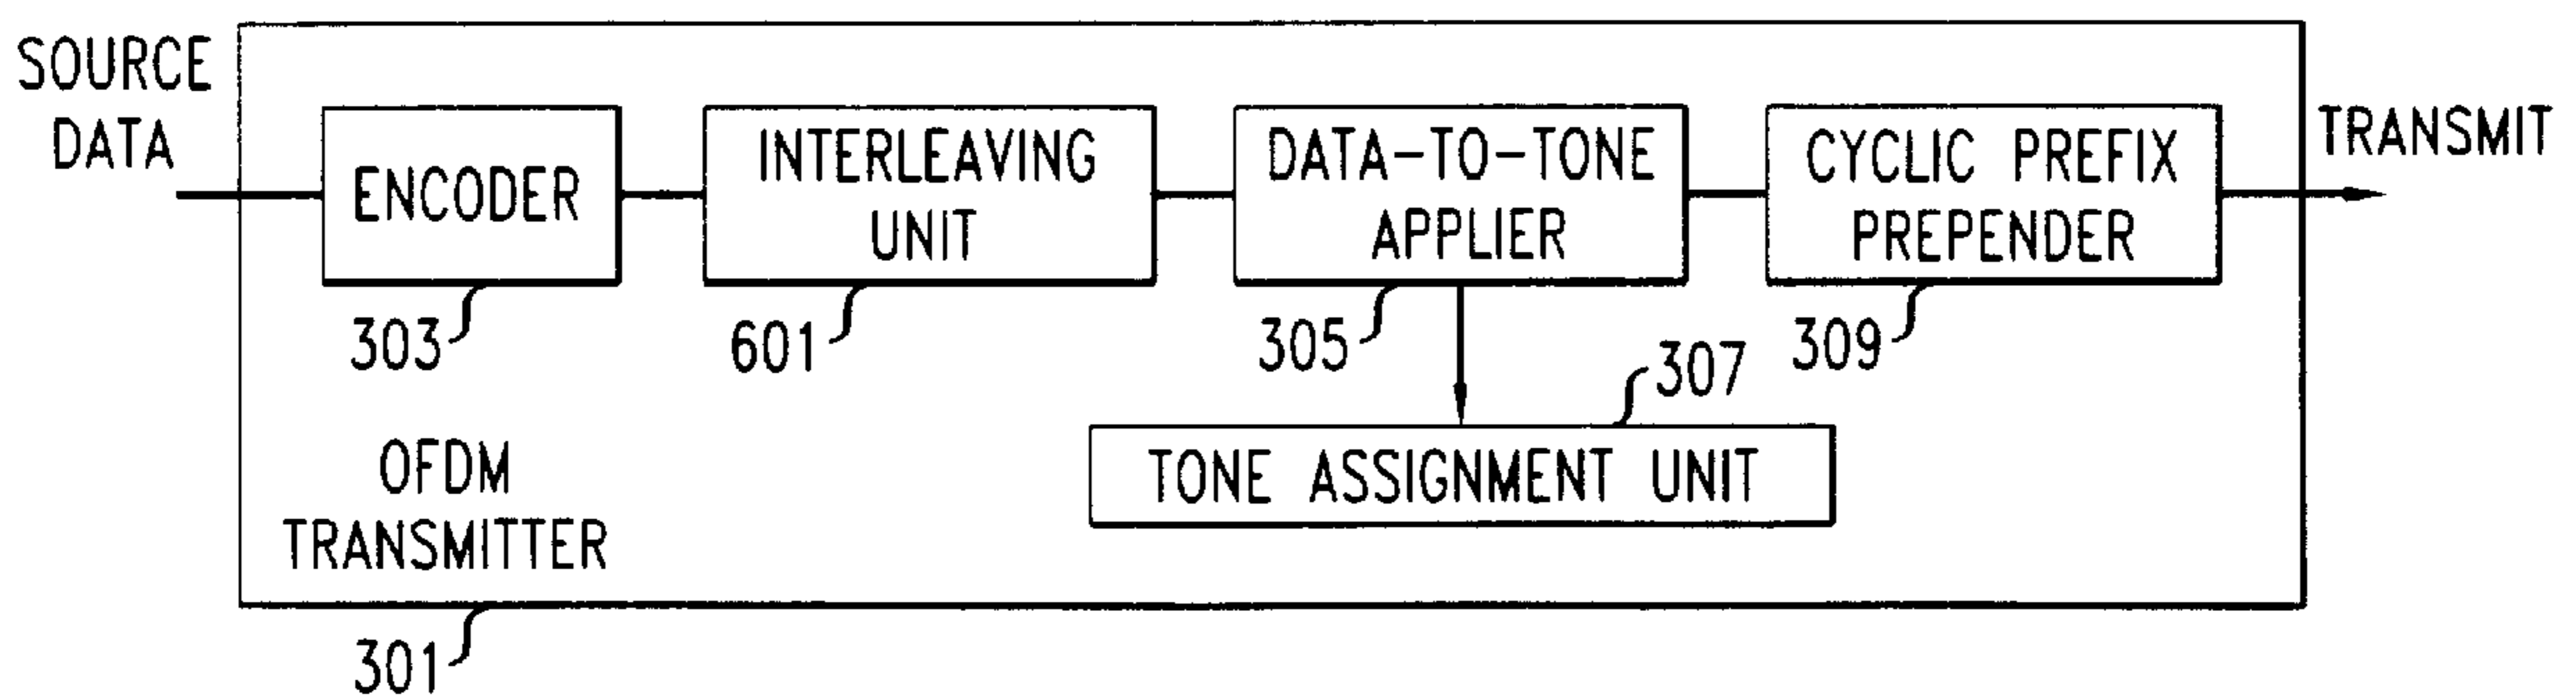 SOURCE
DATA
ENCODER
303
INTERLEAVING
UNIT
601
DATA-TO-TONE
APPLIER
305
CYCLIC PREFIX
PREPENDER
309
TRANSMIT
307
TONE ASSIGNMENT UNIT
OFDM
TRANSMITTER
301